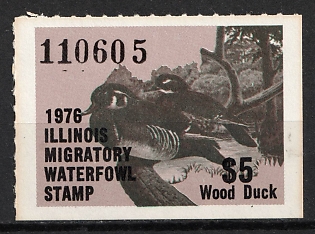 110605
1976
ILLINOIS
MIGRATORY
WATERFOWL
STAMP
$5
Wood Duck